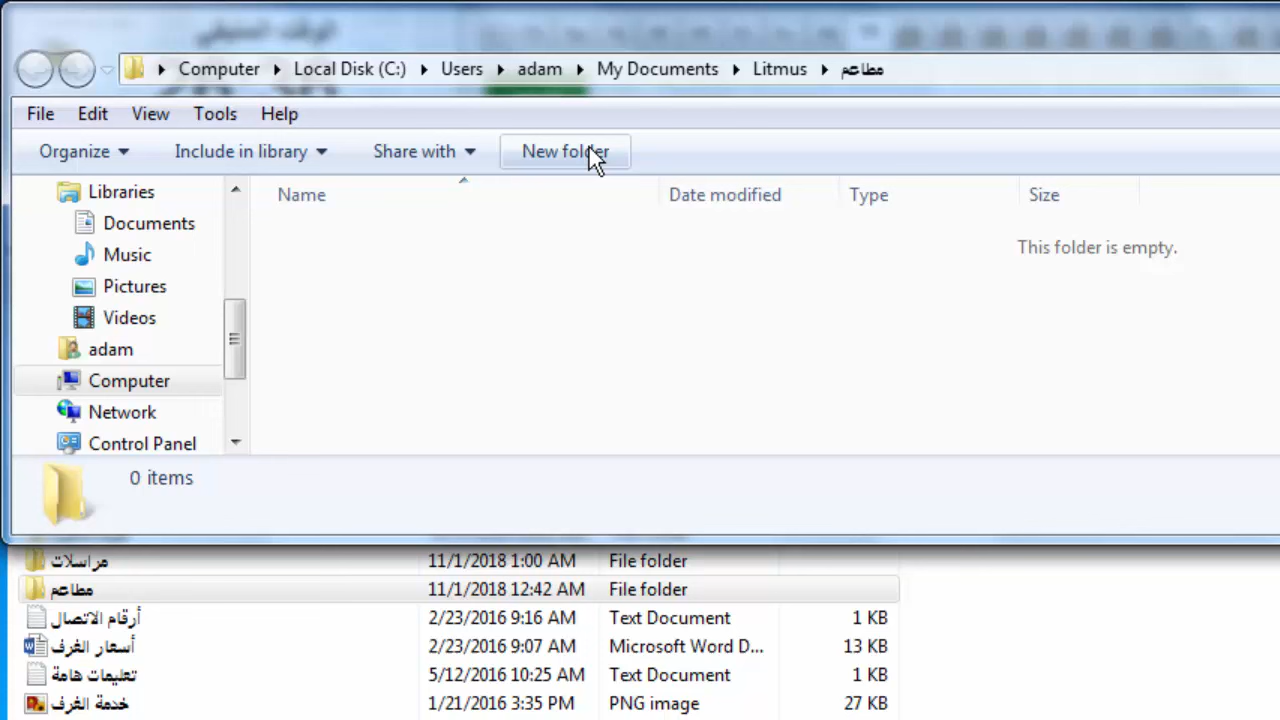 Computer Local Disk (C:) Users adam My Documents Litmus مطاعم
File Edit View Tools Help
Organize Include in library Share with New folder
Name Date modified Type Size
Libraries
This folder is empty.
Documents
Music
Pictures
Videos
adam
Computer
Network
Control Panel
0 items
مراسلات 11/1/2018 1:00 AM File folder
مطاعم 11/1/2018 12:42 AM File folder
أرقام الاتصال 2/23/2016 9:16 AM Text Document 1 KB
أسعار الغرف 2/23/2016 9:07 AM Microsoft Word D... 13 KB
تعليمات هامة 5/12/2016 10:25 AM Text Document 1 KB
خدمة الغرف 1/21/2016 3:35 PM PNG image 27 KB